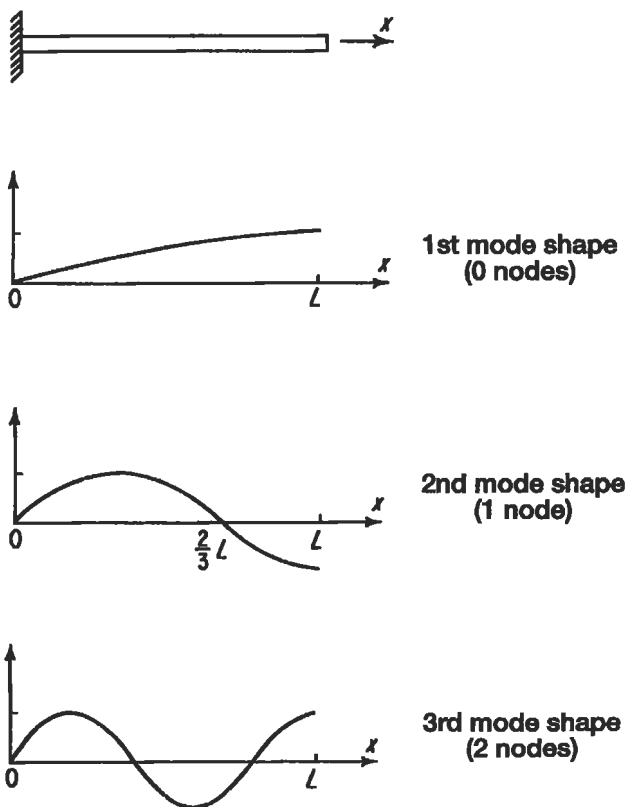 x
1st mode shape
(0 nodes)
x
0
L
2nd mode shape
(1 node)
x
0
2/3 L
L
3rd mode shape
(2 nodes)
x
0
L